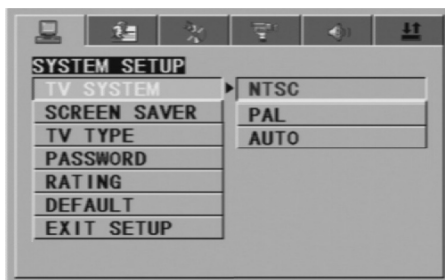 SYSTEM SETUP
TV SYSTEM
NTSC
SCREEN SAVER
PAL
TV TYPE
AUTO
PASSWORD
RATING
DEFAULT
EXIT SETUP